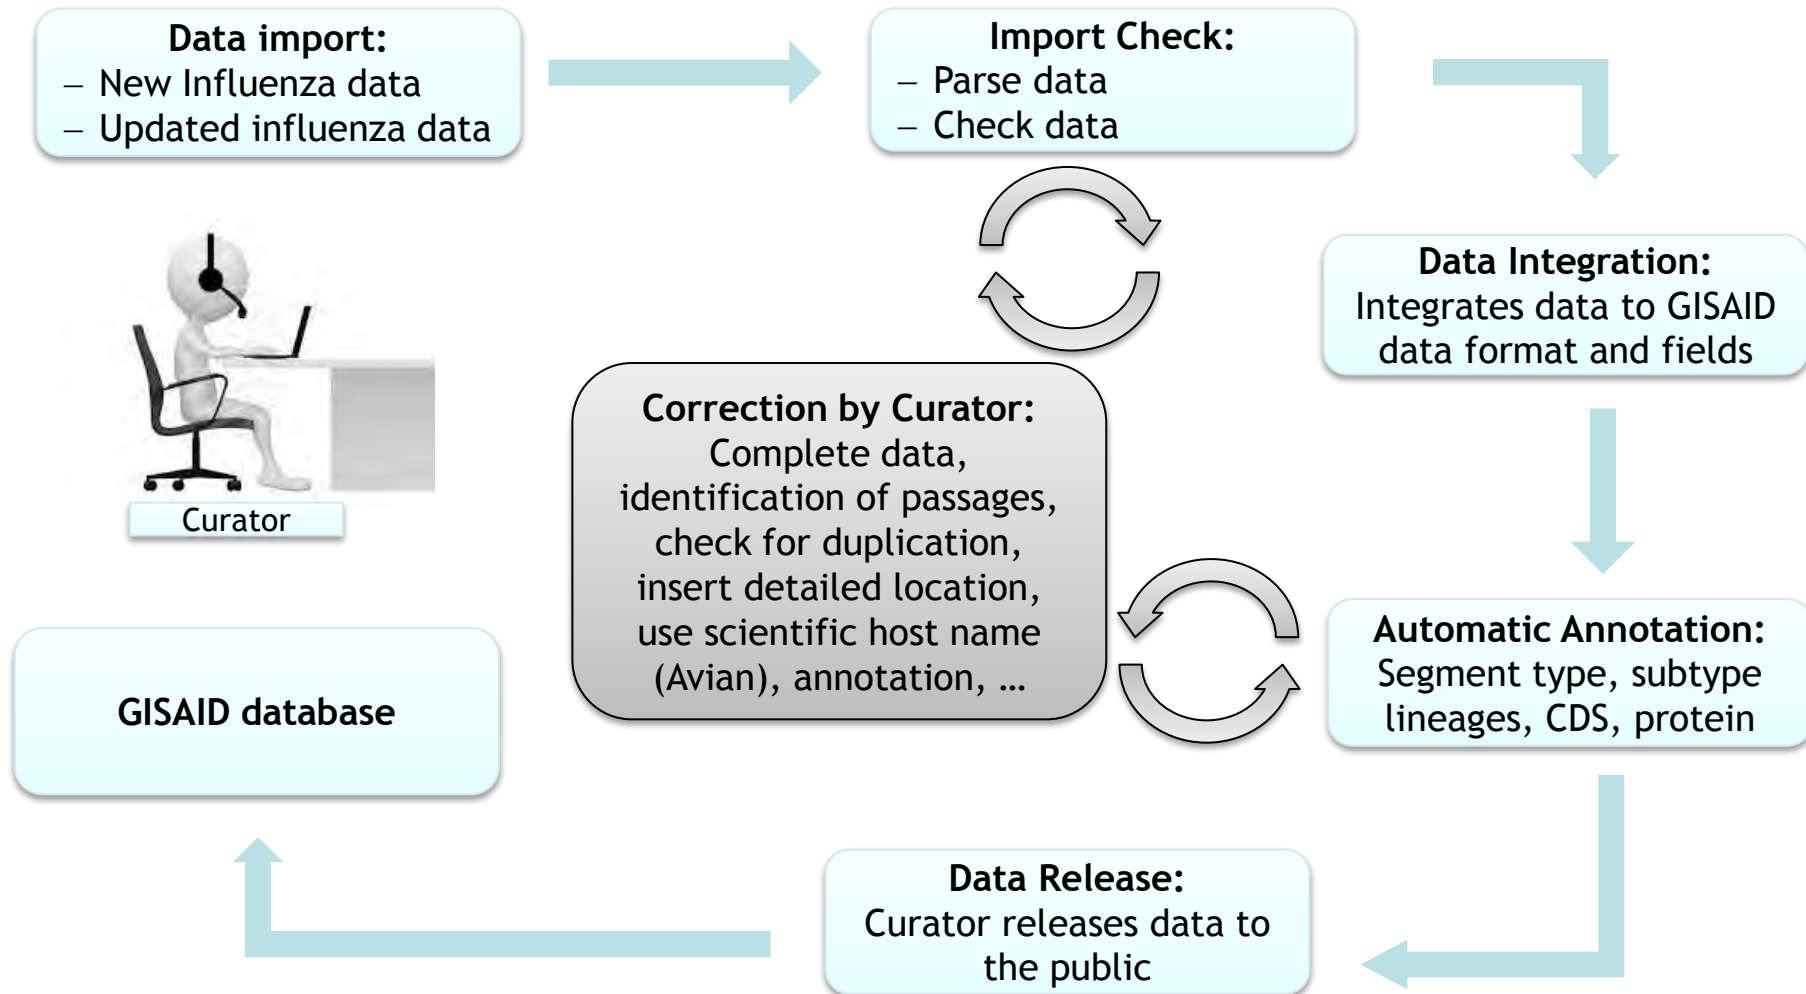 Data import:
– New Influenza data
– Updated influenza data
Import Check:
– Parse data
– Check data
Data Integration:
Integrates data to GISAID
data format and fields
Curator
Correction by Curator:
Complete data,
identification of passages,
check for duplication,
insert detailed location,
use scientific host name
(Avian), annotation, ...
Automatic Annotation:
Segment type, subtype
lineages, CDS, protein
GISAID database
Data Release:
Curator releases data to
the public